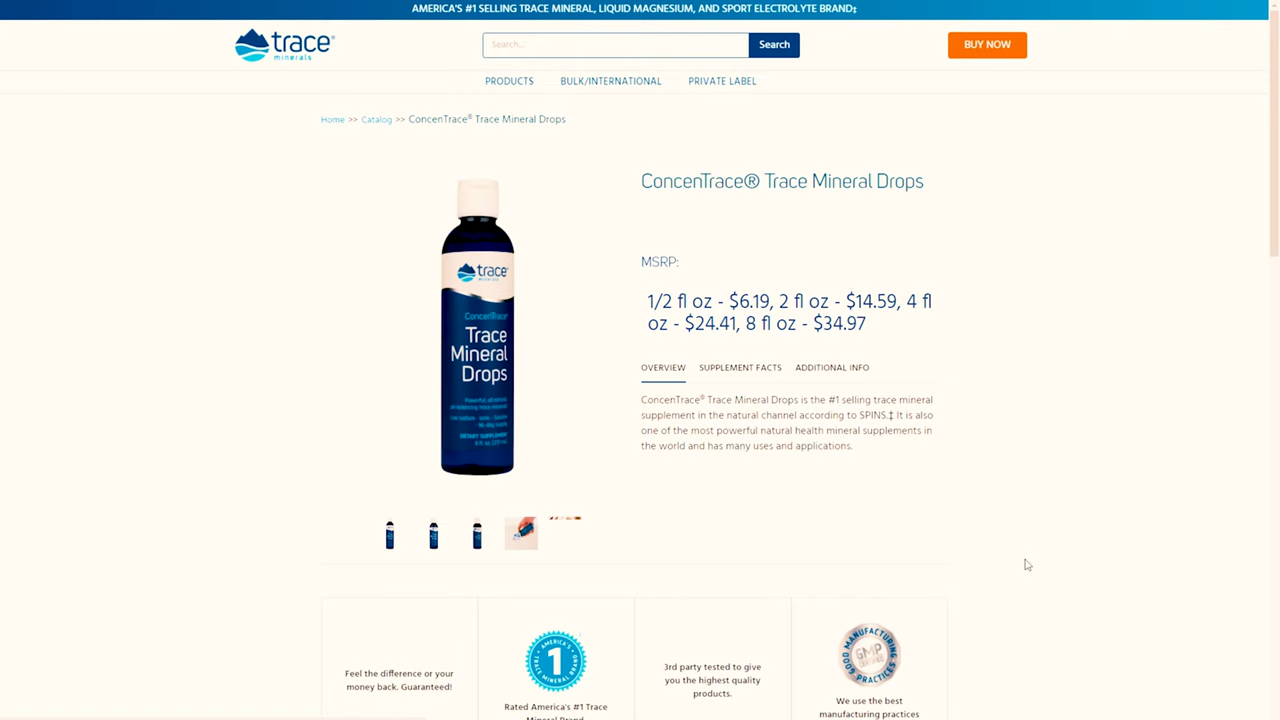 AMERICA'S #1 SELLING TRACE MINERAL, LIQUID MAGNESIUM, AND SPORT ELECTROLYTE BRAND‡
trace
minerals
Search...
Search
BUY NOW
PRODUCTS
BULK/INTERNATIONAL
PRIVATE LABEL
Home >> Catalog >> ConcenTrace® Trace Mineral Drops
trace
minerals
ConcenTrace®
Trace
Mineral
Drops
DIETARY SUPPLEMENT
ConcenTrace® Trace Mineral Drops
MSRP:
1/2 fl oz - $6.19, 2 fl oz - $14.59, 4 fl
oz - $24.41, 8 fl oz - $34.97
OVERVIEW
SUPPLEMENT FACTS
ADDITIONAL INFO
ConcenTrace® Trace Mineral Drops is the #1 selling trace mineral
supplement in the natural channel according to SPINS.‡ It is also
one of the most powerful natural health mineral supplements in
the world and has many uses and applications.
Feel the difference or your
money back. Guaranteed!
AMERICA'S
1
TRACE MINERAL BRAND
Rated America's #1 Trace
Mineral Brand
3rd party tested to give
you the highest quality
products.
GOOD MANUFACTURING
GMP
PRACTICES
We use the best
manufacturing practices